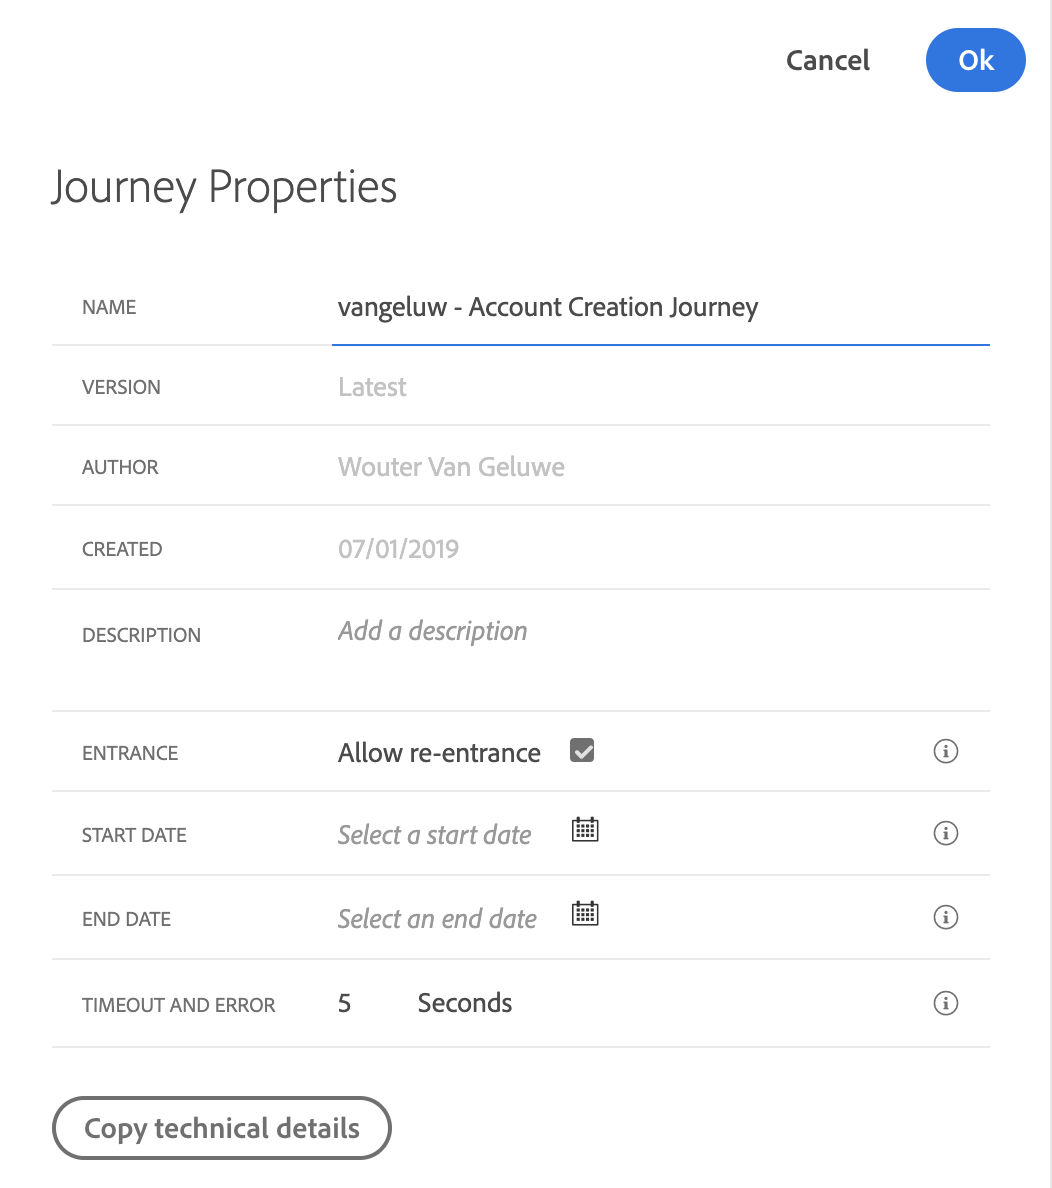 Cancel Ok
Journey Properties
NAME vangeluw - Account Creation Journey
VERSION Latest
AUTHOR Wouter Van Geluwe
CREATED 07/01/2019
DESCRIPTION Add a description
ENTRANCE Allow re-entrance
START DATE Select a start date
END DATE Select an end date
TIMEOUT AND ERROR 5 Seconds
Copy technical details